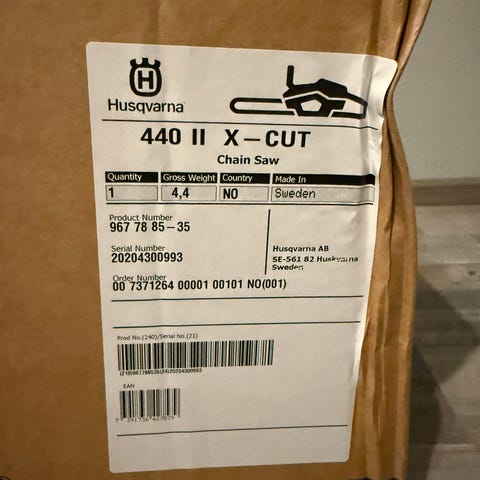 Husqvarna
440 II X-CUT
Chain Saw
Quantity Gross Weight Country Made In
1 4,4 NO Sweden
Product Number
967 78 85-35
Serial Number
20204300993
Husqvarna AB
SE-561 82 Huskvarna
Sweden
Order Number
00 7371264 00001 00101 NO(001)
Prod No.(240)/Serial No.(21)
EAN